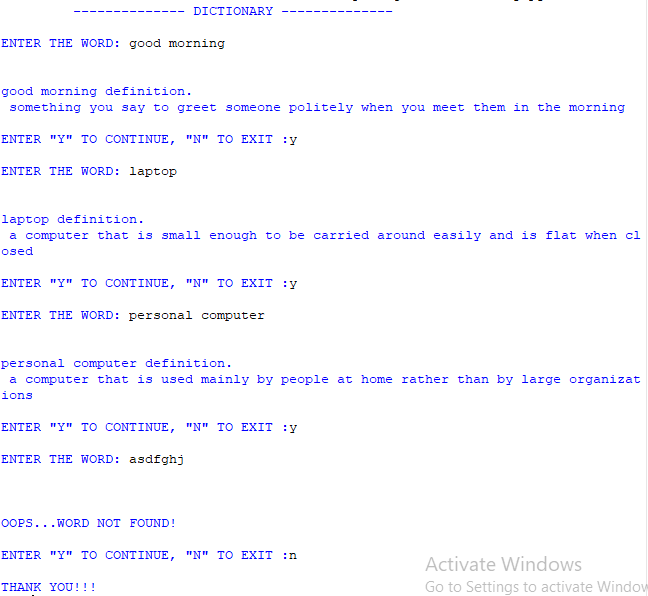 -------------- DICTIONARY --------------
ENTER THE WORD: good morning
good morning definition.
something you say to greet someone politely when you meet them in the morning
ENTER "Y" TO CONTINUE, "N" TO EXIT :y
ENTER THE WORD: laptop
laptop definition.
a computer that is small enough to be carried around easily and is flat when cl
osed
ENTER "Y" TO CONTINUE, "N" TO EXIT :y
ENTER THE WORD: personal computer
personal computer definition.
a computer that is used mainly by people at home rather than by large organizat
ions
ENTER "Y" TO CONTINUE, "N" TO EXIT :y
ENTER THE WORD: asdfghj
OOPS...WORD NOT FOUND!
ENTER "Y" TO CONTINUE, "N" TO EXIT :n
Activate Windows
THANK YOU!!!
Go to Settings to activate Window